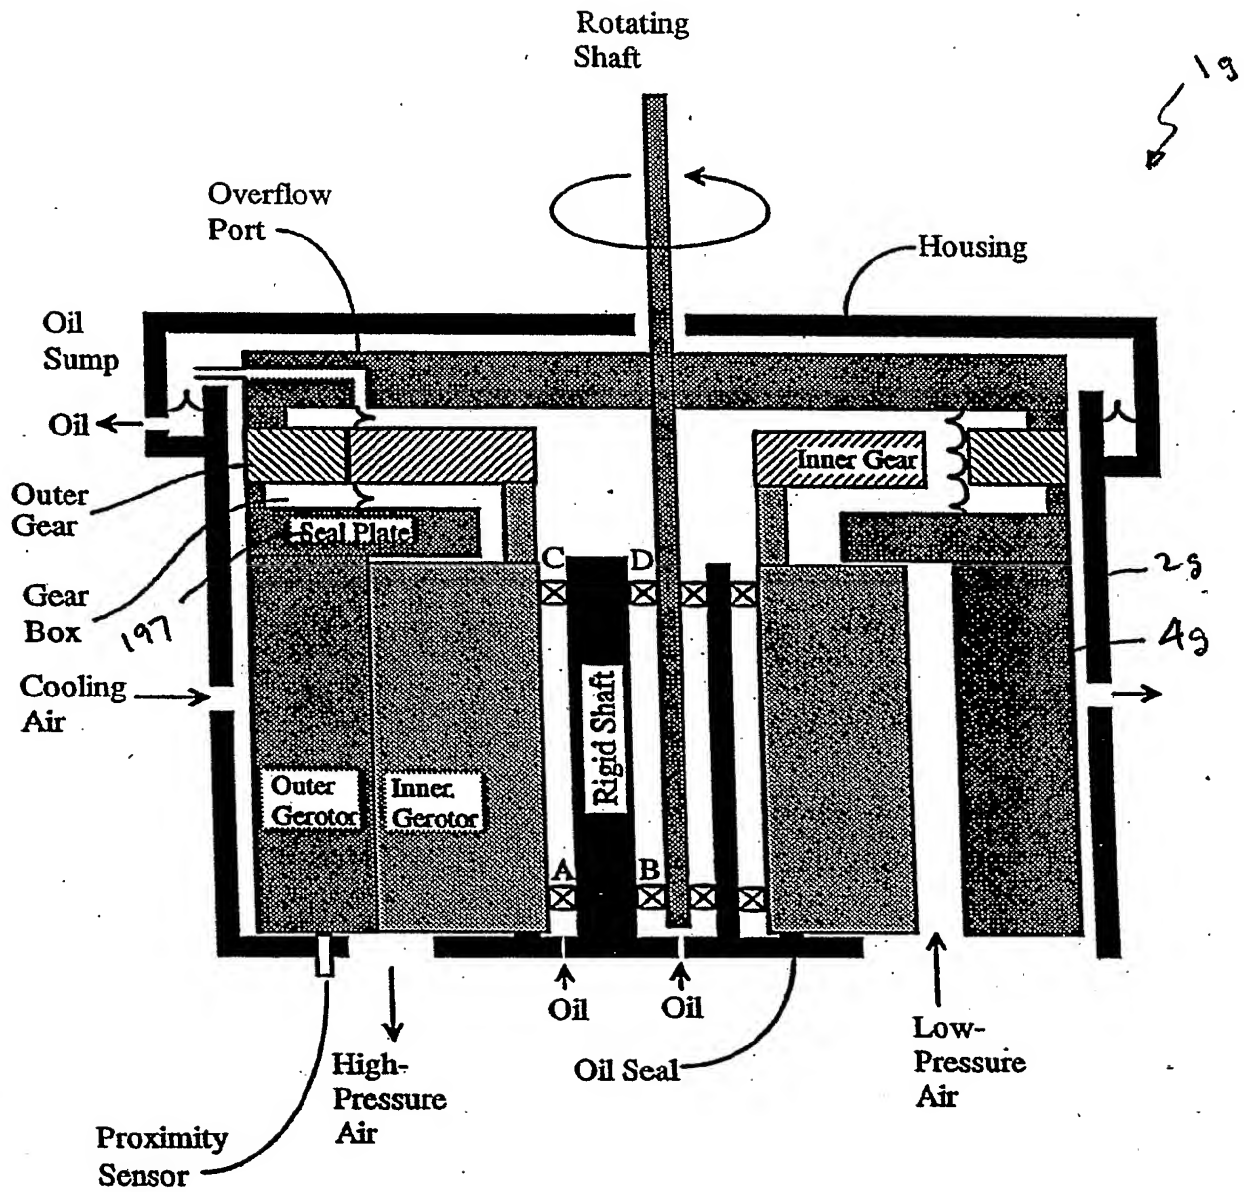 Rotating
Shaft
1g
Overflow
Port
Housing
Oil
Sump
Oil
Inner Gear
Outer
Gear
Seal Plate
C
D
2g
Gear
Box
197
4g
Cooling
Air
Rigid Shaft
Outer
Gerotor
Inner.
Gerotor
A
B
Oil
Oil
Low-
Pressure
Air
High-
Pressure
Air
Oil Seal
Proximity
Sensor